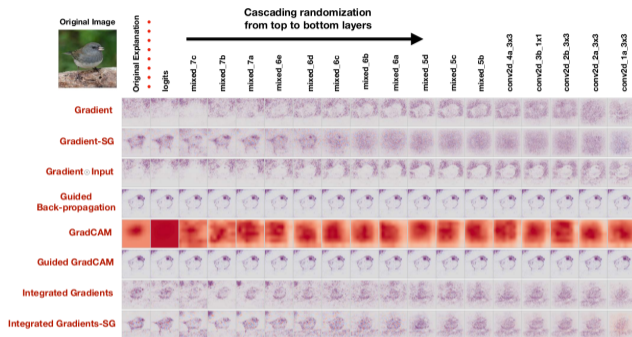 Original Image
Original Explanation
Cascading randomization
from top to bottom layers
logits
mixed_7c
mixed_7b
mixed_7a
mixed_6e
mixed_6d
mixed_6c
mixed_6b
mixed_6a
mixed_5d
mixed_5c
mixed_5b
conv2d_4a_3x3
conv2d_3b_1x1
conv2d_2b_3x3
conv2d_2a_3x3
conv2d_1a_3x3
Gradient
Gradient-SG
Gradient⊙Input
Guided
Back-propagation
GradCAM
Guided GradCAM
Integrated Gradients
Integrated Gradients-SG